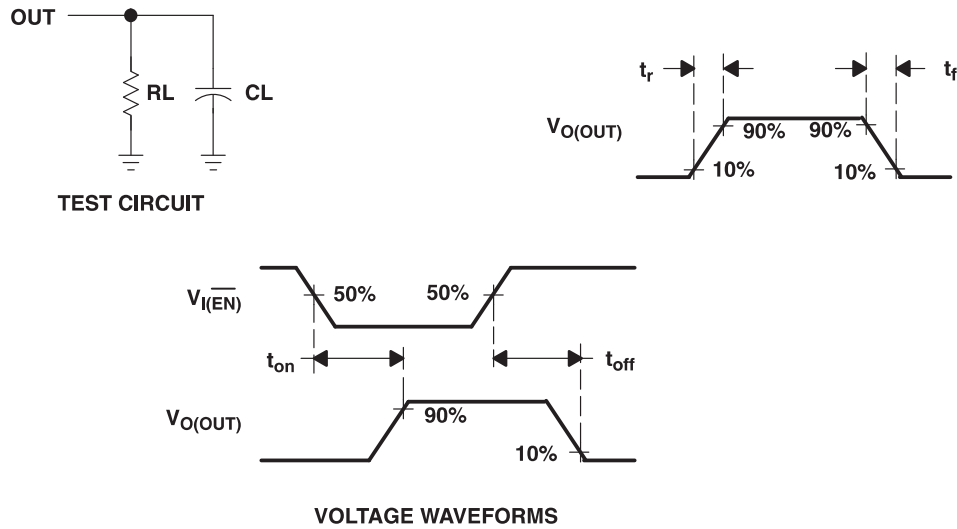 OUT
RL
CL
TEST CIRCUIT
tr
tf
VO(OUT)
90%
90%
10%
10%
VI(E̅N̅)
50%
50%
ton
toff
VO(OUT)
90%
10%
VOLTAGE WAVEFORMS